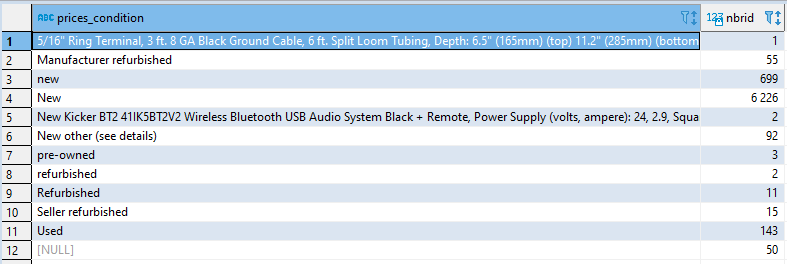 ABC prices_condition 123 nbrid
1 5/16" Ring Terminal, 3 ft. 8 GA Black Ground Cable, 6 ft. Split Loom Tubing, Depth: 6.5" (165mm) (top) 11.2" (285mm) (bottom 1
2 Manufacturer refurbished 55
3 new 699
4 New 6 226
5 New Kicker BT2 41IK5BT2V2 Wireless Bluetooth USB Audio System Black + Remote, Power Supply (volts, ampere): 24, 2.9, Squa 2
6 New other (see details) 92
7 pre-owned 3
8 refurbished 2
9 Refurbished 11
10 Seller refurbished 15
11 Used 143
12 [NULL] 50